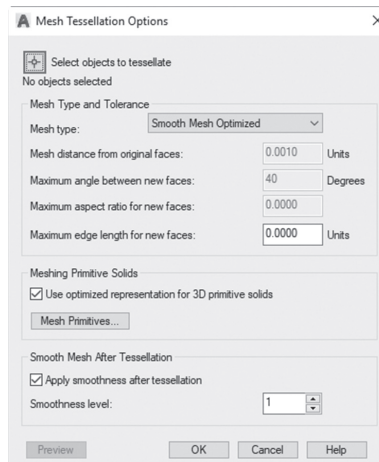 Mesh Tessellation Options
Select objects to tessellate
No objects selected
Mesh Type and Tolerance
Mesh type: Smooth Mesh Optimized
Mesh distance from original faces: 0.0010 Units
Maximum angle between new faces: 40 Degrees
Maximum aspect ratio for new faces: 0.0000
Maximum edge length for new faces: 0.0000 Units
Meshing Primitive Solids
Use optimized representation for 3D primitive solids
Mesh Primitives...
Smooth Mesh After Tessellation
Apply smoothness after tessellation
Smoothness level: 1
Preview OK Cancel Help